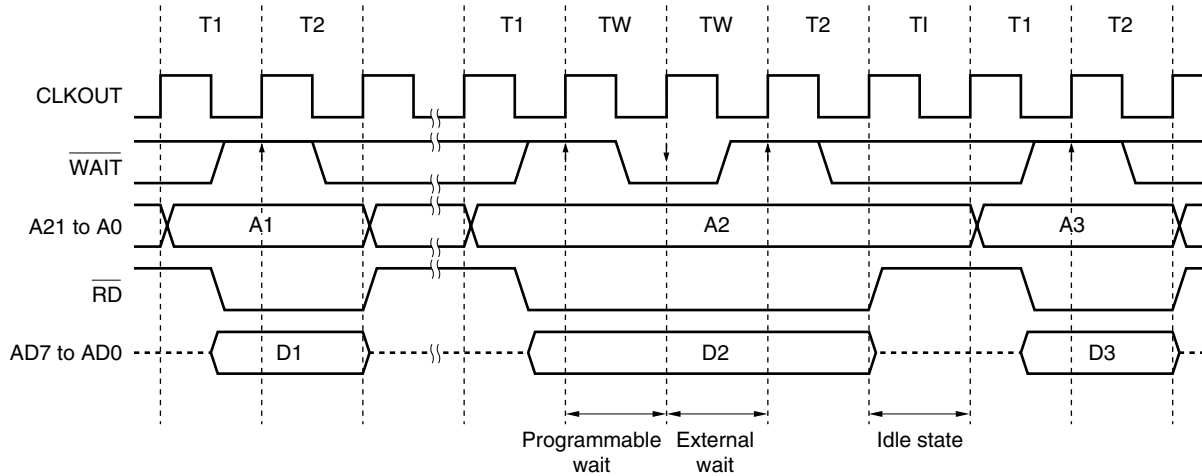 T1 T2 T1 TW TW T2 TI T1 T2
CLKOUT
WAIT
A21 to A0 A1 A2 A3
RD
AD7 to AD0 D1 D2 D3
Programmable wait
External wait
Idle state